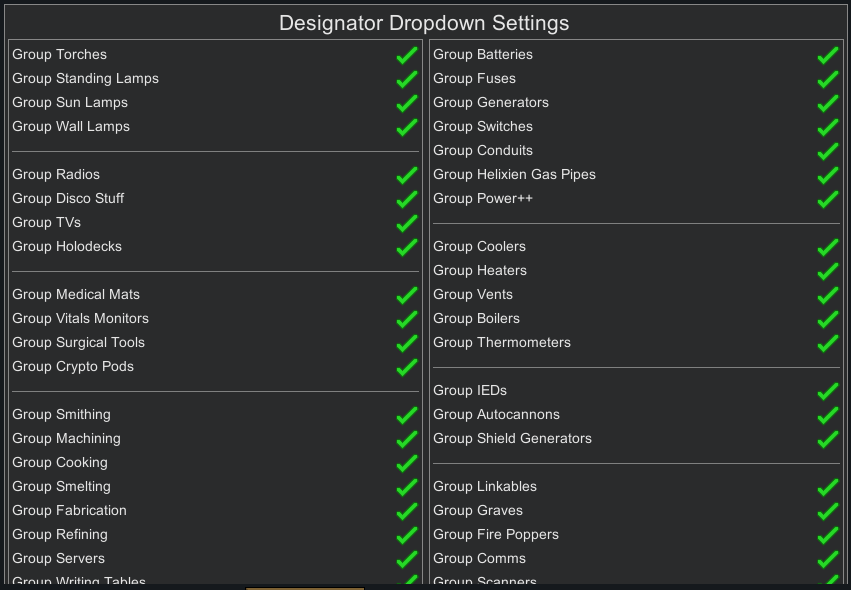 Designator Dropdown Settings
Group Torches
Group Standing Lamps
Group Sun Lamps
Group Wall Lamps
Group Radios
Group Disco Stuff
Group TVs
Group Holodecks
Group Medical Mats
Group Vitals Monitors
Group Surgical Tools
Group Crypto Pods
Group Smithing
Group Machining
Group Cooking
Group Smelting
Group Fabrication
Group Refining
Group Servers
Group Writing Tables
Group Batteries
Group Fuses
Group Generators
Group Switches
Group Conduits
Group Helixien Gas Pipes
Group Power++
Group Coolers
Group Heaters
Group Vents
Group Boilers
Group Thermometers
Group IEDs
Group Autocannons
Group Shield Generators
Group Linkables
Group Graves
Group Fire Poppers
Group Comms
Group Scanners